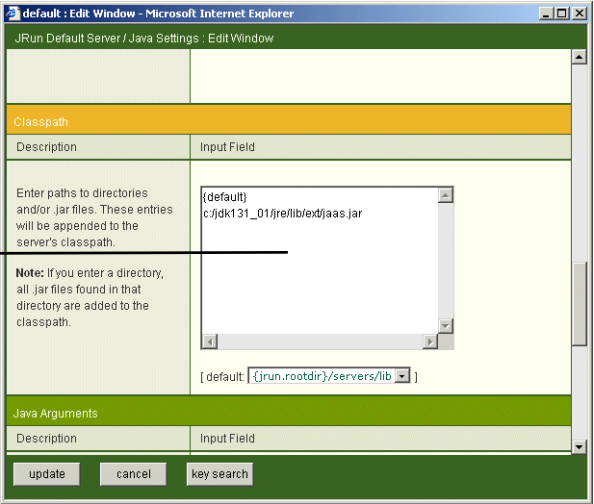 default : Edit Window - Microsoft Internet Explorer
JRun Default Server / Java Settings : Edit Window
Classpath
Description Input Field
Enter paths to directories
and/or .jar files. These entries
will be appended to the
server's classpath.
Note: If you enter a directory,
all .jar files found in that
directory are added to the
classpath.
{default}
c:/jdk131_01/jre/lib/ext/jaas.jar
[ default: {jrun.rootdir}/servers/lib ]
Java Arguments
Description Input Field
update cancel key search